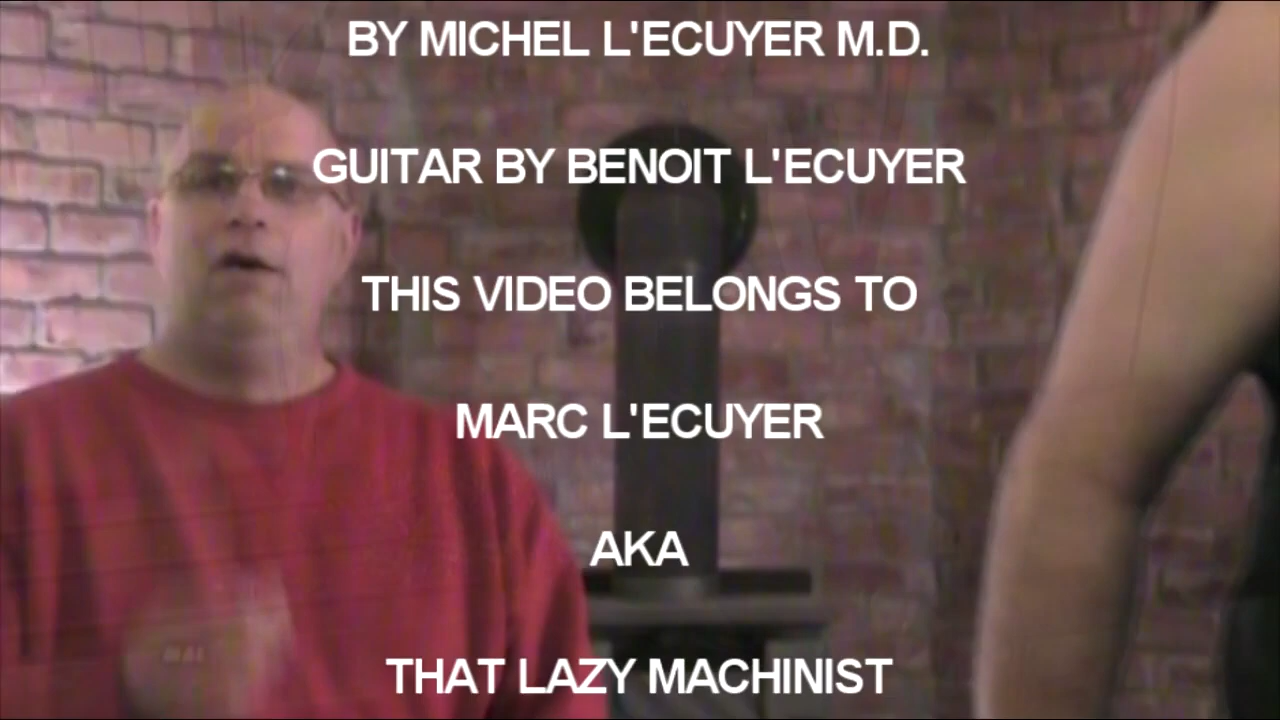 BY MICHEL L'ECUYER M.D.
GUITAR BY BENOIT L'ECUYER
THIS VIDEO BELONGS TO
MARC L'ECUYER
AKA
THAT LAZY MACHINIST